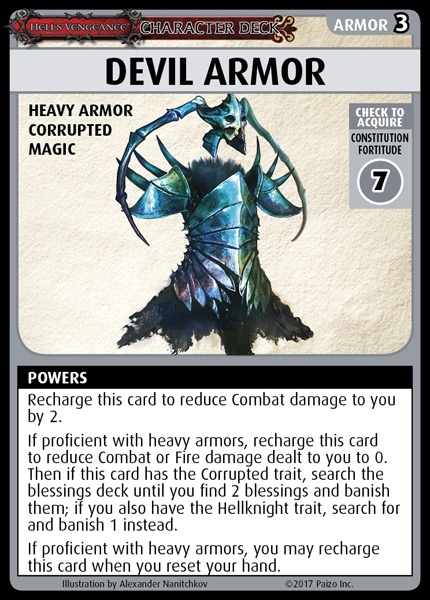 HELL'S VENGEANCE CHARACTER DECK
ARMOR 3
DEVIL ARMOR
HEAVY ARMOR
CORRUPTED
MAGIC
CHECK TO
ACQUIRE
CONSTITUTION
FORTITUDE
7
POWERS
Recharge this card to reduce Combat damage to you
by 2.
If proficient with heavy armors, recharge this card
to reduce Combat or Fire damage dealt to you to 0.
Then if this card has the Corrupted trait, search the
blessings deck until you find 2 blessings and banish
them; if you also have the Hellknight trait, search for
and banish 1 instead.
If proficient with heavy armors, you may recharge
this card when you reset your hand.
Illustration by Alexander Nanitchkov ©2017 Paizo Inc.